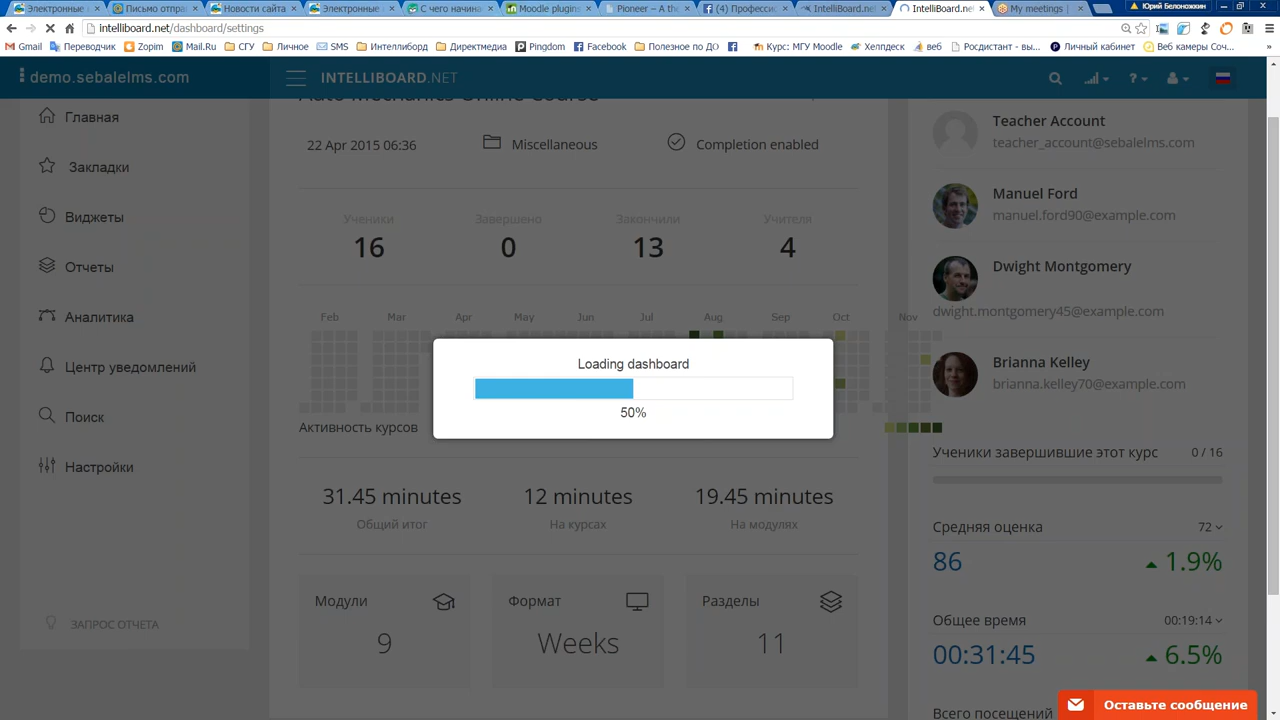 Электронные
Письмо отпра
Новости сайта
Электронные
С чего начина
Moodle plugins
Pioneer – A the
(4) Професси
IntelliBoard.net
IntelliBoard.net
My meetings
Юрий Белоножкин
intelliboard.net/dashboard/settings
Gmail
Переводчик
Zopim
Mail.Ru
СГУ
Личное
SMS
Интеллиборд
Директмедиа
Pingdom
Facebook
Полезное по ДО
Курс: МГУ Moodle
Хелпдеск
веб
Росдистант - вы...
Личный кабинет
Веб камеры Соч...
demo.sebalelms.com
INTELLIBOARD.NET
Главная
Закладки
Виджеты
Отчеты
Аналитика
Центр уведомлений
Поиск
Настройки
ЗАПРОС ОТЧЕТА
Auto Mechanics Online Course
22 Apr 2015 06:36
Miscellaneous
Completion enabled
Ученики
Завершено
Закончили
Учителя
16
0
13
4
Feb
Mar
Apr
May
Jun
Jul
Aug
Sep
Oct
Nov
Loading dashboard
50%
Активность курсов
31.45 minutes
12 minutes
19.45 minutes
Общий итог
На курсах
На модулях
Модули
Формат
Разделы
9
Weeks
11
Teacher Account
teacher_account@sebalelms.com
Manuel Ford
manuel.ford90@example.com
Dwight Montgomery
dwight.montgomery45@example.com
Brianna Kelley
brianna.kelley70@example.com
Ученики завершившие этот курс
0 / 16
Средняя оценка
72
86
1.9%
Общее время
00:19:14
00:31:45
6.5%
Всего посещений
Оставьте сообщение